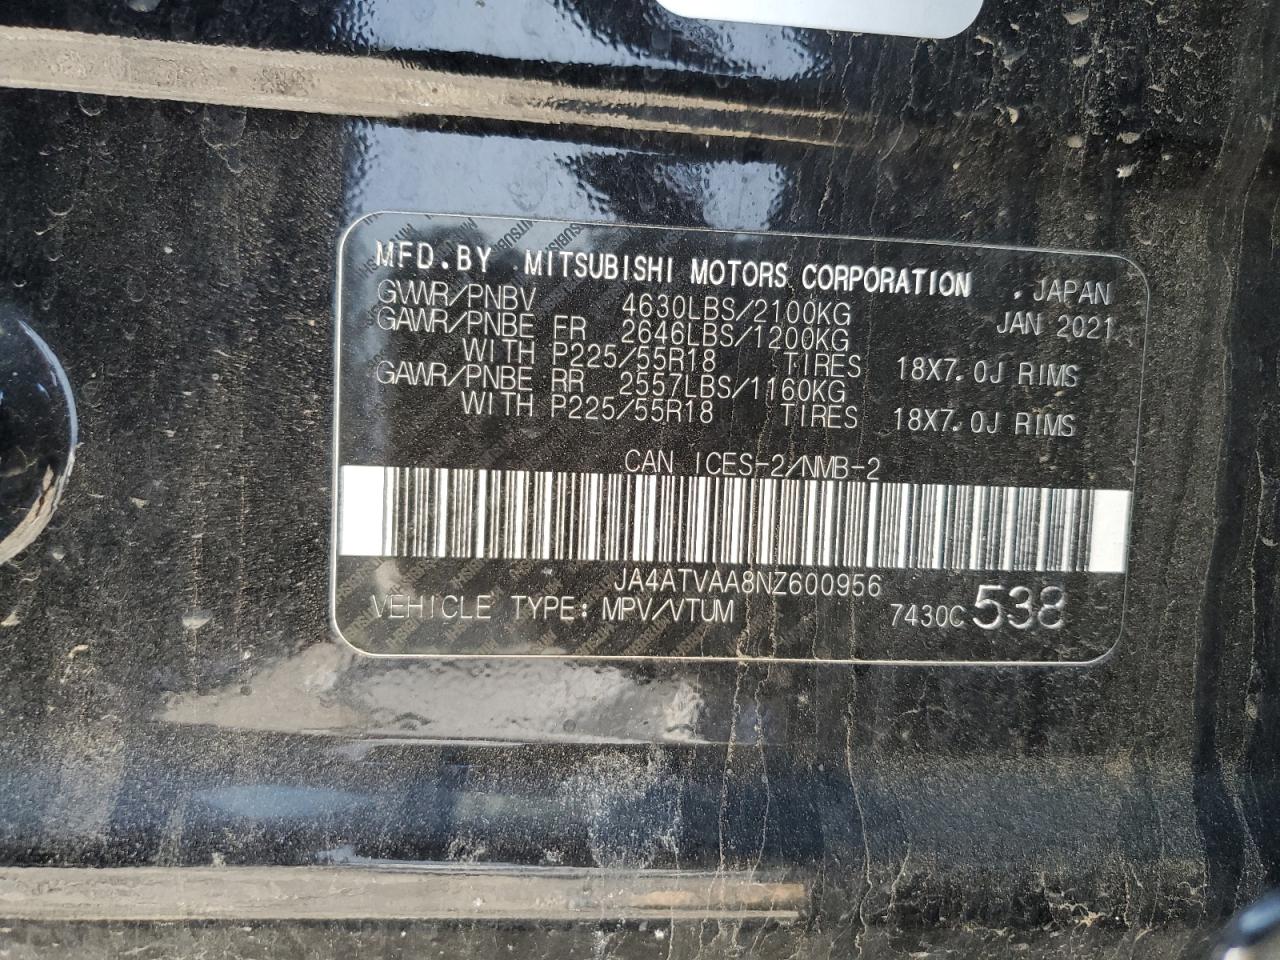 MFD.BY MITSUBISHI MOTORS CORPORATION , JAPAN
GVWR/PNBV 4630LBS/2100KG JAN 2021
GAWR/PNBE FR 2646LBS/1200KG
WITH P225/55R18 TIRES 18X7.0J RIMS
GAWR/PNBE RR 2557LBS/1160KG
WITH P225/55R18 TIRES 18X7.0J RIMS
CAN ICES-2/NMB-2
JA4ATVAA8NZ600956
VEHICLE TYPE: MPV/VTUM 7430C 538